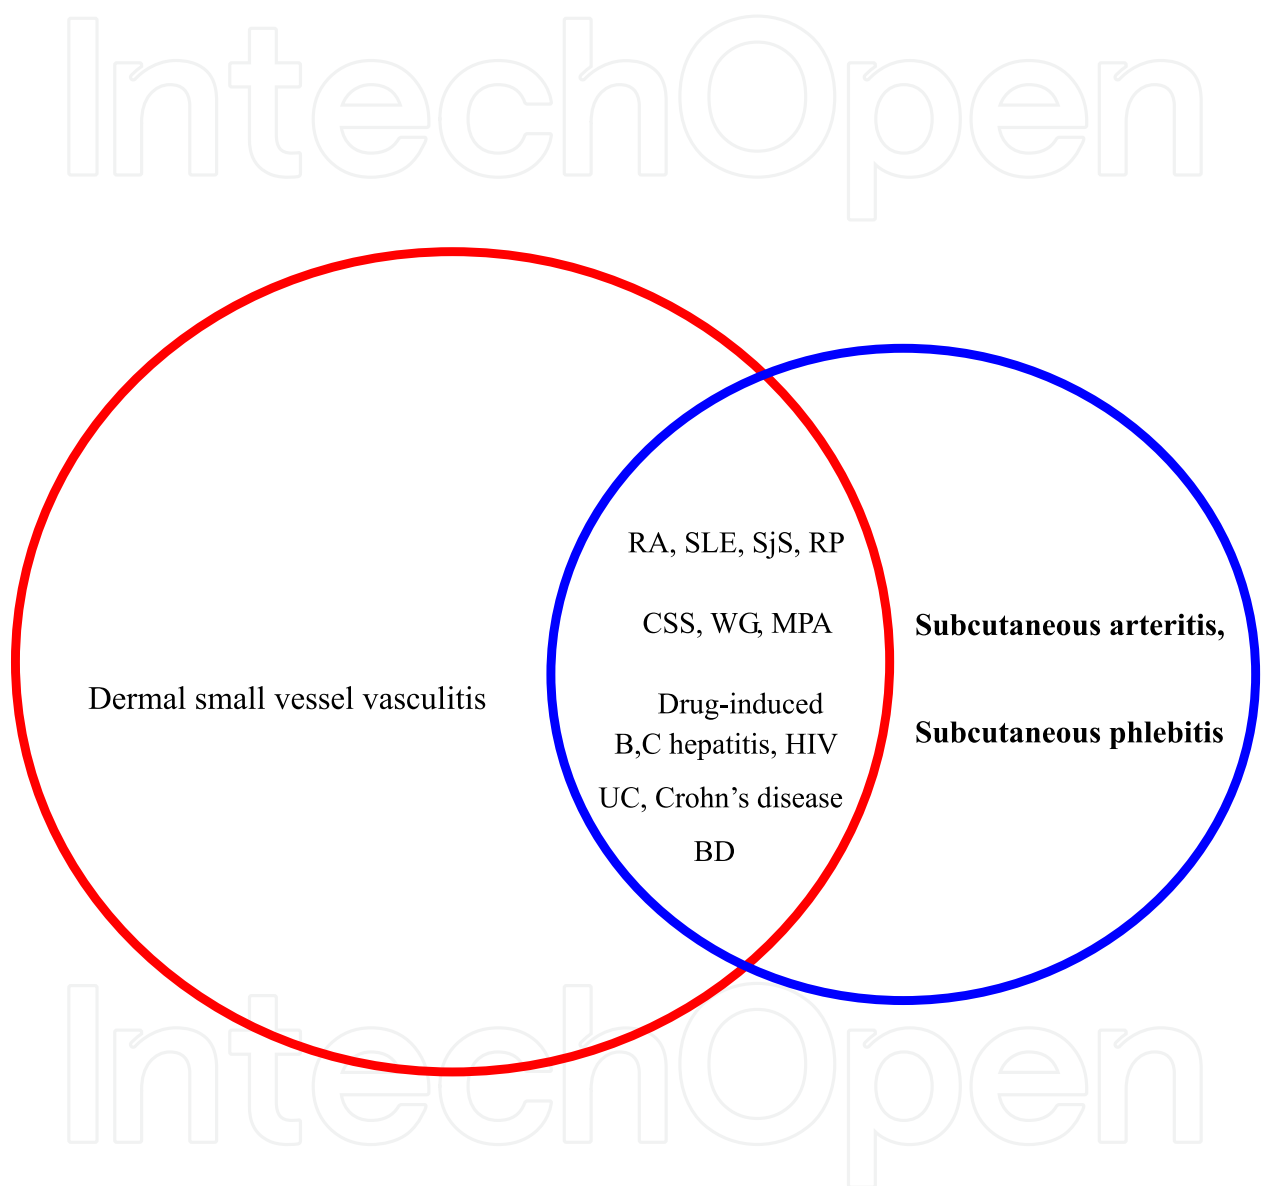 IntechOpen
RA, SLE, SjS, RP
CSS, WG, MPA
Subcutaneous arteritis,
Dermal small vessel vasculitis
Drug-induced
Subcutaneous phlebitis
B,C hepatitis, HIV
UC, Crohn’s disease
BD
IntechOpen